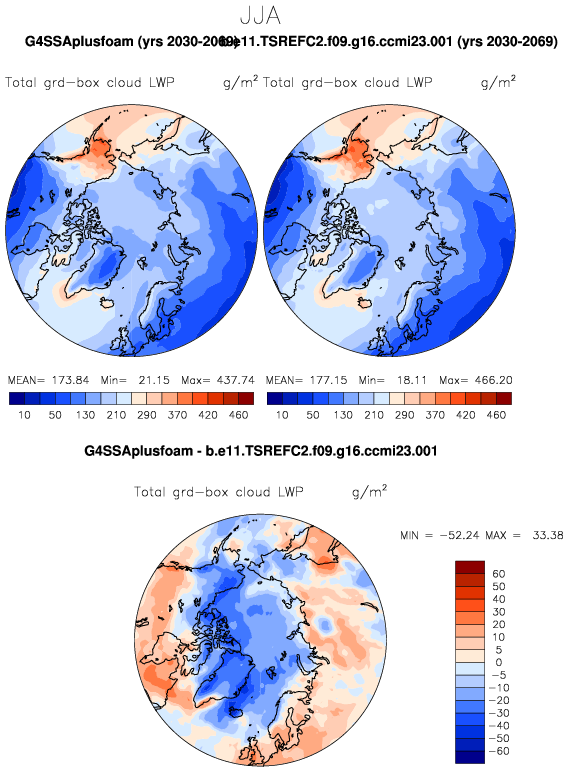 JJA
G4SSAplusfoam (yrs 2030-2069) b.e11.TSREFC2.f09.g16.ccmi23.001 (yrs 2030-2069)
Total grd-box cloud LWP g/m² Total grd-box cloud LWP g/m²
MEAN= 173.84 Min= 21.15 Max= 437.74 MEAN= 177.15 Min= 18.11 Max= 466.20
10 50 130 210 290 370 420 460 10 50 130 210 290 370 420 460
G4SSAplusfoam - b.e11.TSREFC2.f09.g16.ccmi23.001
Total grd-box cloud LWP g/m²
MIN = -52.24 MAX = 33.38
60
50
40
30
20
10
5
0
-5
-10
-20
-30
-40
-50
-60